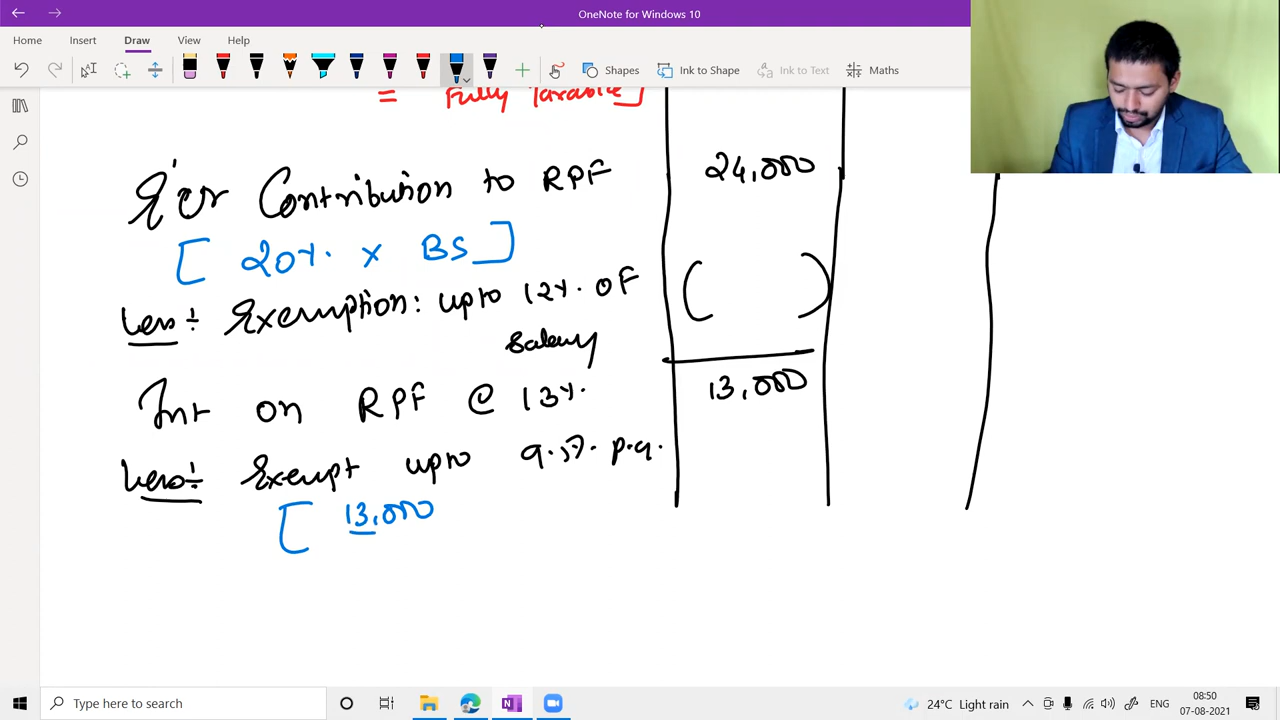 OneNote for Windows 10
Home Insert Draw View Help
Shapes Ink to Shape Ink to Text Maths
= Fully Taxable]
E'er Contribution to RPF 24,000
[ 20% × BS ]
Less÷ Exemption: upto 12% OF ( )
Salary
Int on RPF @ 13% 13,000
Less÷ Exempt upto 9.5% p.a.
[ 13,000
Type here to search
24°C Light rain
ENG
08:50
07-08-2021